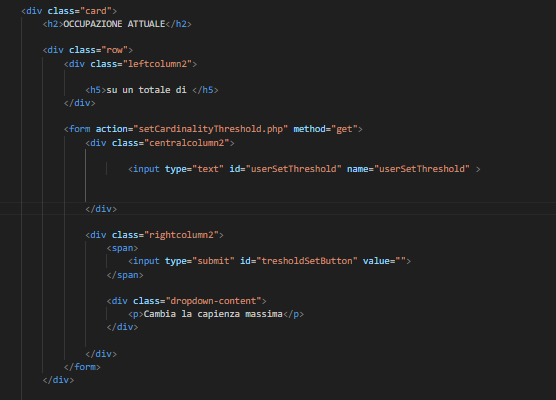 <div class="card">
<h2>OCCUPAZIONE ATTUALE</h2>
<div class="row">
<div class="leftcolumn2">
<h5>su un totale di </h5>
</div>
<form action="setCardinalityThreshold.php" method="get">
<div class="centralcolumn2">
<input type="text" id="userSetThreshold" name="userSetThreshold" >
</div>
<div class="rightcolumn2">
<span>
<input type="submit" id="tresholdSetButton" value="">
</span>
<div class="dropdown-content">
<p>Cambia la capienza massima</p>
</div>
</div>
</form>
</div>